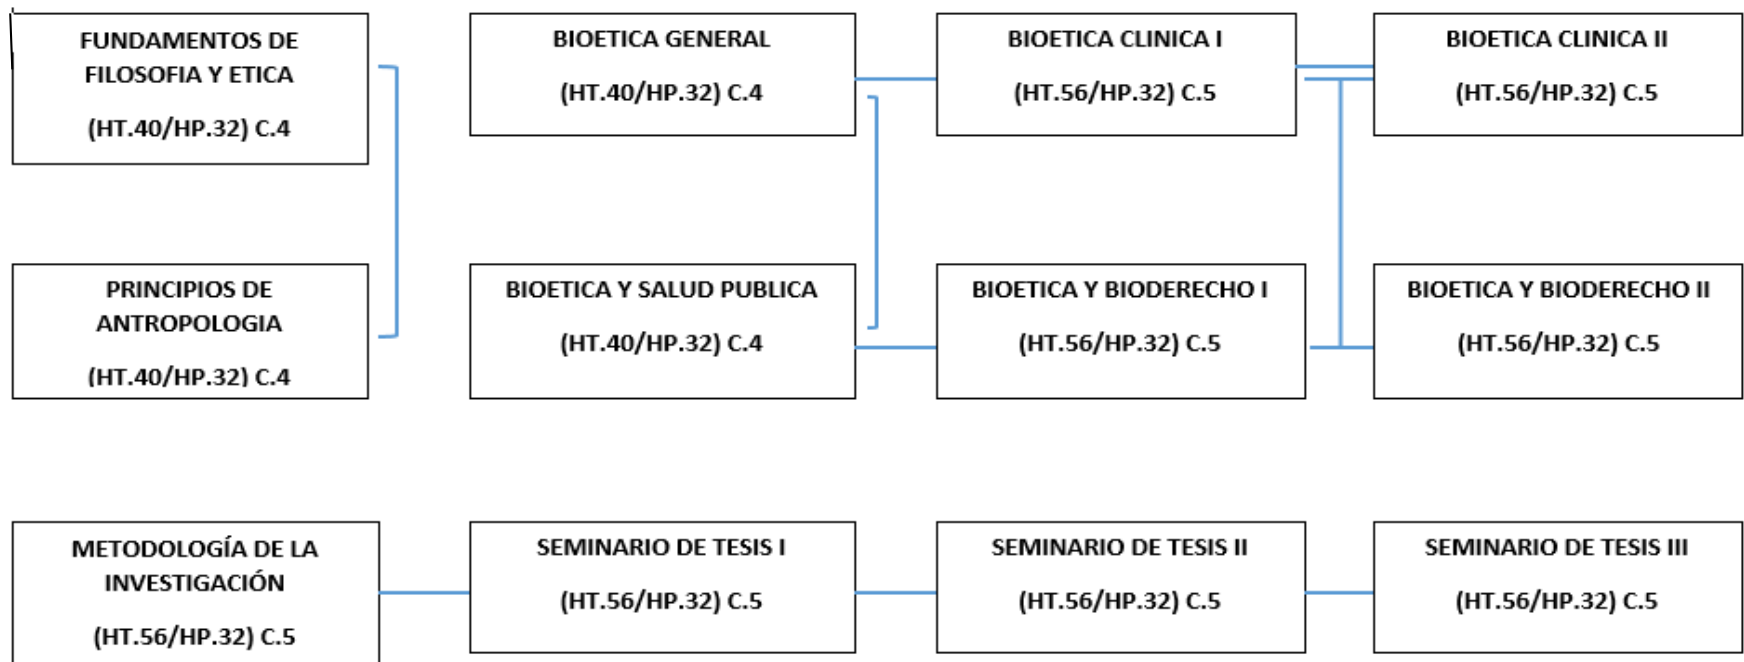 FUNDAMENTOS DE
FILOSOFIA Y ETICA
(HT.40/HP.32) C.4
BIOETICA GENERAL
(HT.40/HP.32) C.4
BIOETICA CLINICA I
(HT.56/HP.32) C.5
BIOETICA CLINICA II
(HT.56/HP.32) C.5
PRINCIPIOS DE
ANTROPOLOGIA
(HT.40/HP.32) C.4
BIOETICA Y SALUD PUBLICA
(HT.40/HP.32) C.4
BIOETICA Y BIODERECHO I
(HT.56/HP.32) C.5
BIOETICA Y BIODERECHO II
(HT.56/HP.32) C.5
METODOLOGÍA DE LA
INVESTIGACIÓN
(HT.56/HP.32) C.5
SEMINARIO DE TESIS I
(HT.56/HP.32) C.5
SEMINARIO DE TESIS II
(HT.56/HP.32) C.5
SEMINARIO DE TESIS III
(HT.56/HP.32) C.5